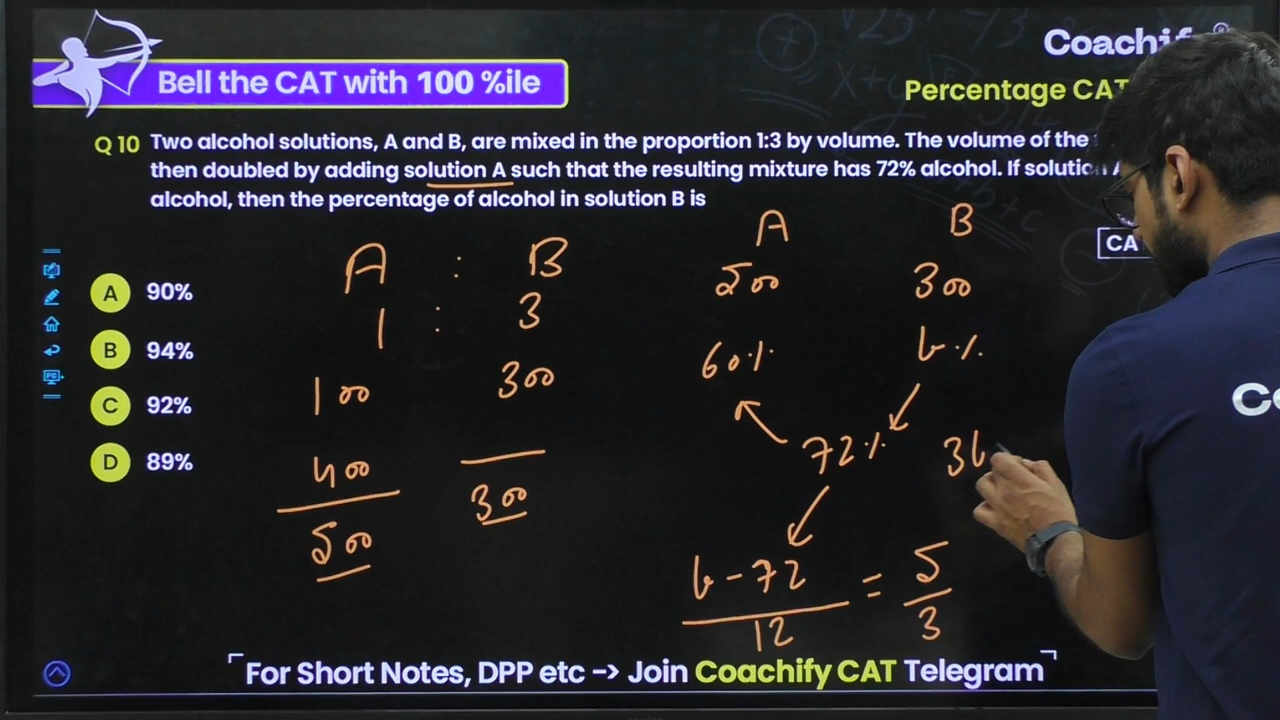 Bell the CAT with 100 %ile
Coachif
Percentage CAT
Q 10 Two alcohol solutions, A and B, are mixed in the proportion 1:3 by volume. The volume of the
then doubled by adding solution A such that the resulting mixture has 72% alcohol. If solution A
alcohol, then the percentage of alcohol in solution B is
CA
A 90%
B 94%
C 92%
D 89%
A : B
1 : 3
100 300
400
500 300
A B
500 300
60% b%
72%
3b
b-72 = 5
12 3
Co
For Short Notes, DPP etc -> Join Coachify CAT Telegram